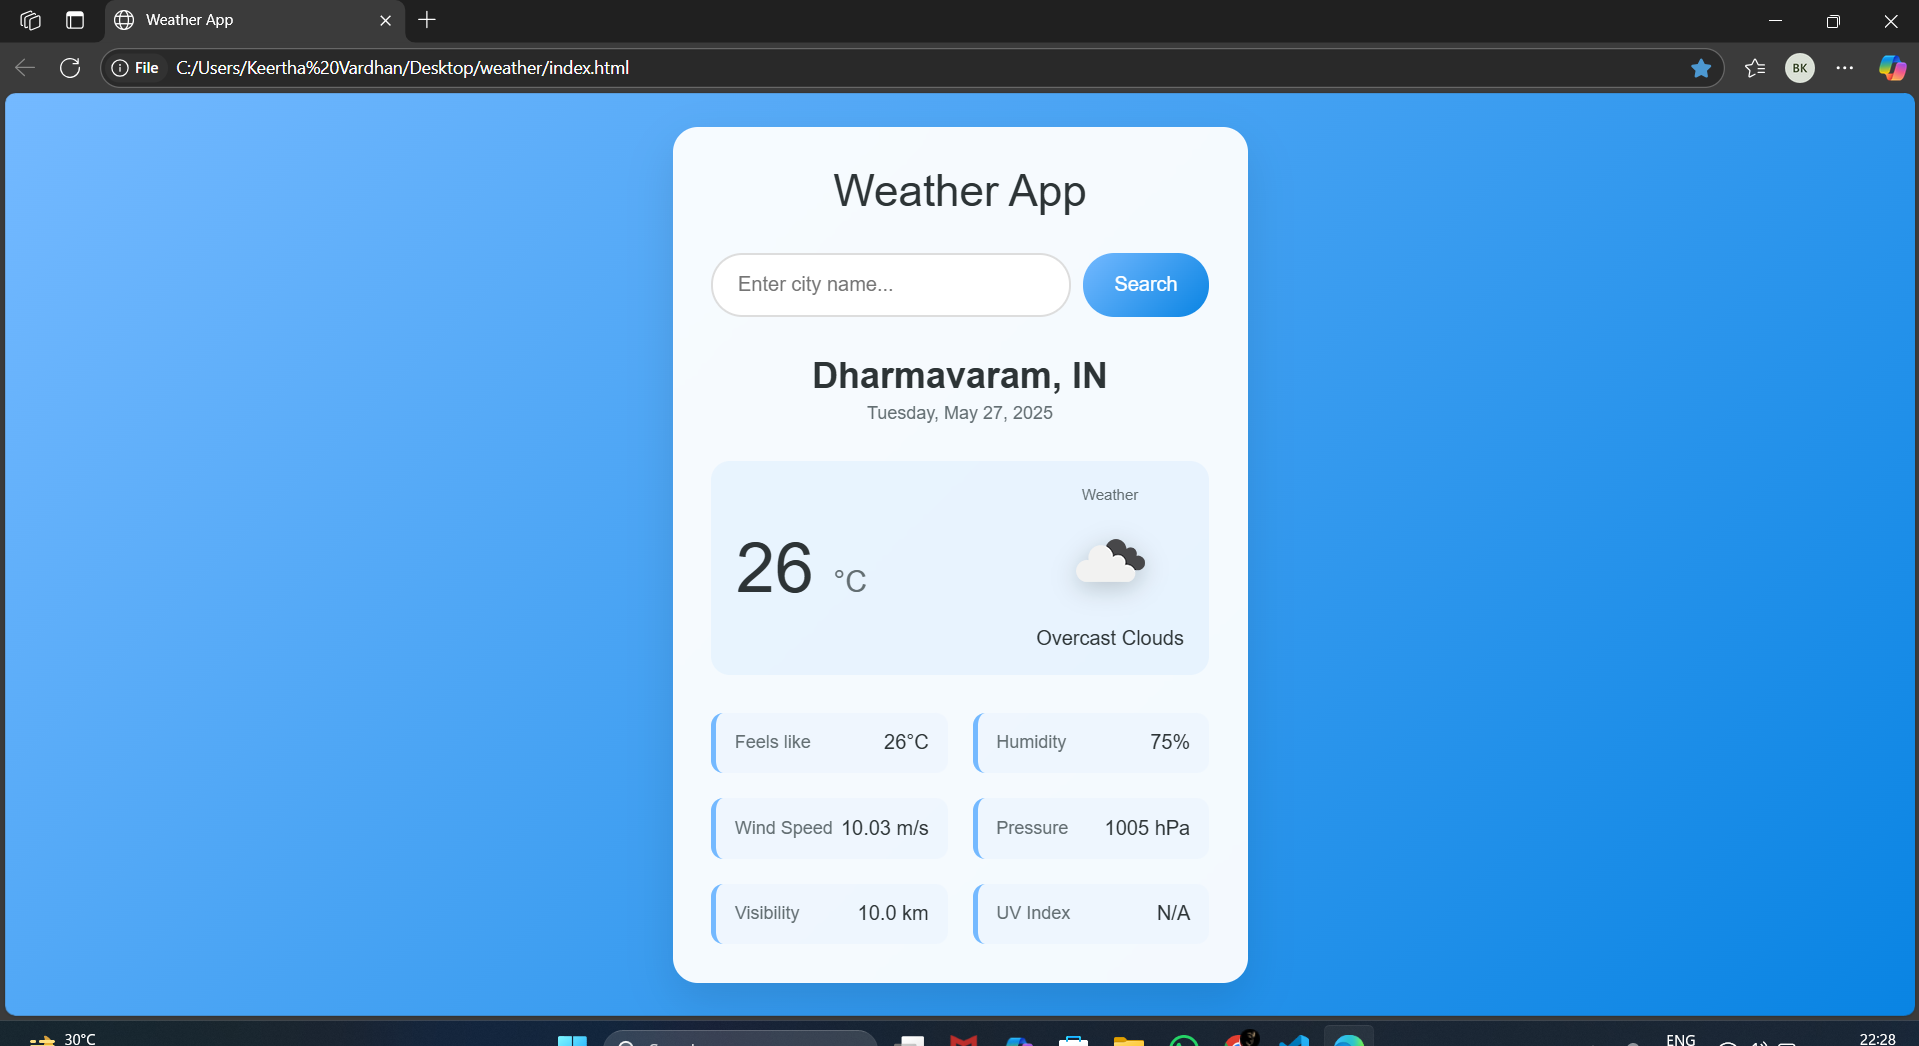 Weather App
File C:/Users/Keertha%20Vardhan/Desktop/weather/index.html
BK
Weather App
Enter city name...
Search
Dharmavaram, IN
Tuesday, May 27, 2025
Weather
26 °C
Overcast Clouds
Feels like 26°C
Humidity 75%
Wind Speed 10.03 m/s
Pressure 1005 hPa
Visibility 10.0 km
UV Index N/A
30°C
ENG
22:28